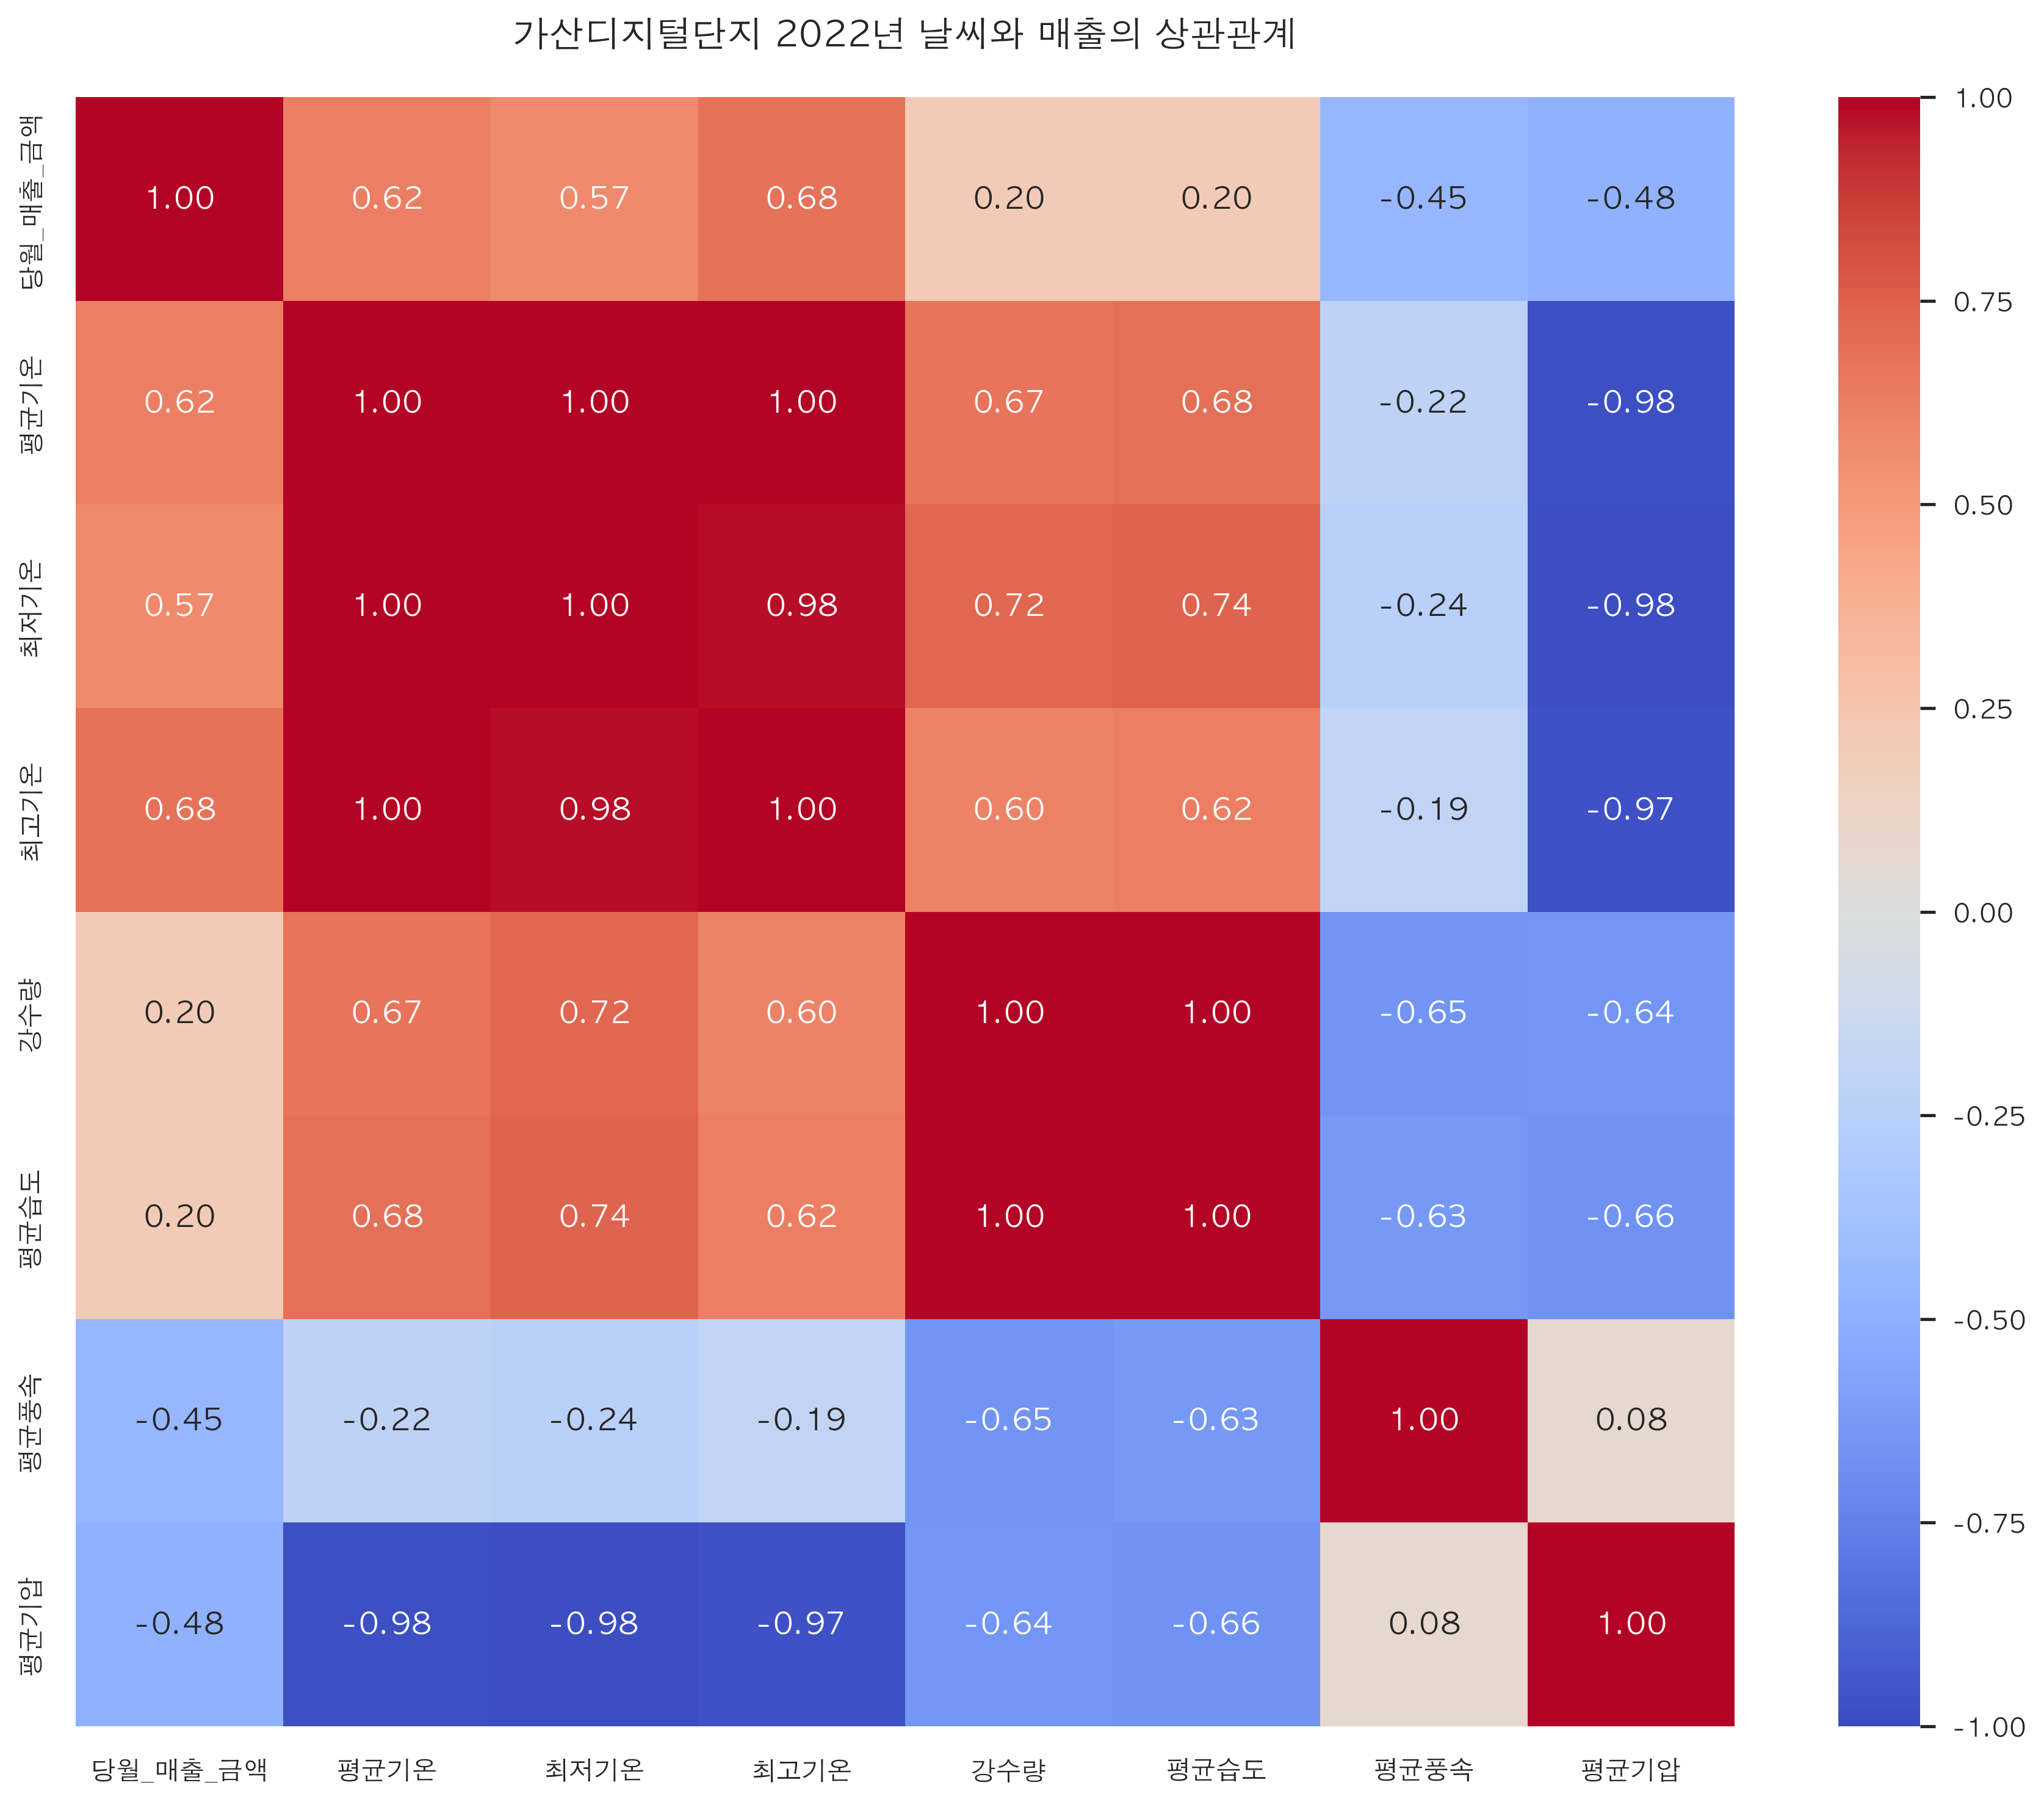 가산디지털단지 2022년 날씨와 매출의 상관관계
당월_매출_금액 1.00 0.62 0.57 0.68 0.20 0.20 -0.45 -0.48
평균기온 0.62 1.00 1.00 1.00 0.67 0.68 -0.22 -0.98
최저기온 0.57 1.00 1.00 0.98 0.72 0.74 -0.24 -0.98
최고기온 0.68 1.00 0.98 1.00 0.60 0.62 -0.19 -0.97
강수량 0.20 0.67 0.72 0.60 1.00 1.00 -0.65 -0.64
평균습도 0.20 0.68 0.74 0.62 1.00 1.00 -0.63 -0.66
평균풍속 -0.45 -0.22 -0.24 -0.19 -0.65 -0.63 1.00 0.08
평균기압 -0.48 -0.98 -0.98 -0.97 -0.64 -0.66 0.08 1.00
당월_매출_금액 평균기온 최저기온 최고기온 강수량 평균습도 평균풍속 평균기압
1.00
0.75
0.50
0.25
0.00
-0.25
-0.50
-0.75
-1.00